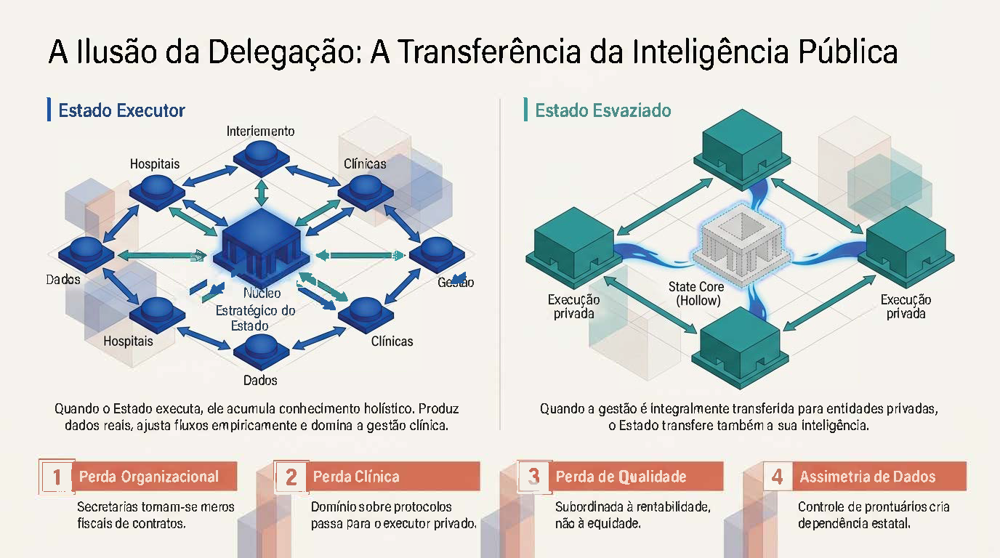 A Ilusão da Delegação: A Transferência da Inteligência Pública
Estado Executor
Interiemento
Hospitais
Clínicas
Dados
Gestão
Núcleo
Estratégico do
Estado
Hospitais
Clínicas
Dados
Quando o Estado executa, ele acumula conhecimento holístico. Produz
dados reais, ajusta fluxos empiricamente e domina a gestão clínica.
Estado Esvaziado
State Core
(Hollow)
Execução
privada
Execução
privada
Quando a gestão é integralmente transferida para entidades privadas,
o Estado transfere também a sua inteligência.
1 Perda Organizacional
Secretarias tornam-se meros
fiscais de contratos.
2 Perda Clínica
Domínio sobre protocolos
passa para o executor privado.
3 Perda de Qualidade
Subordinada à rentabilidade,
não à equidade.
4 Assimetria de Dados
Controle de prontuários cria
dependência estatal.